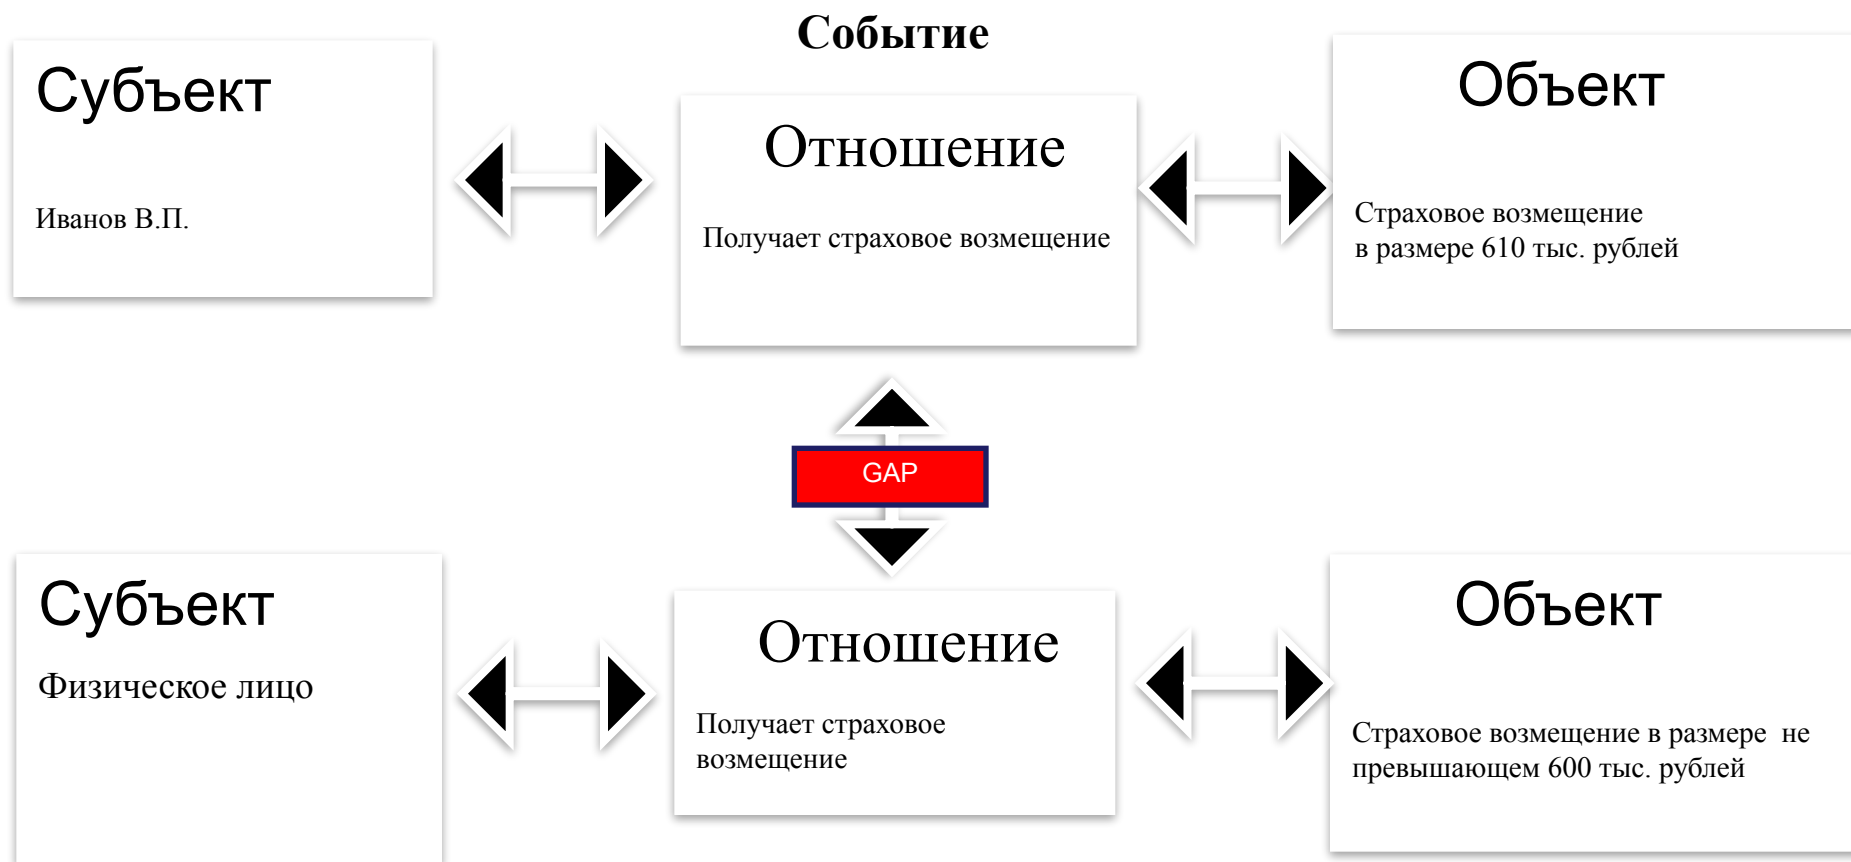 Событие
Субъект
Иванов В.П.
Отношение
Получает страховое возмещение
Объект
Страховое возмещение
в размере 610 тыс. рублей
GAP
Субъект
Физическое лицо
Отношение
Получает страховое
возмещение
Объект
Страховое возмещение в размере не
превышающем 600 тыс. рублей